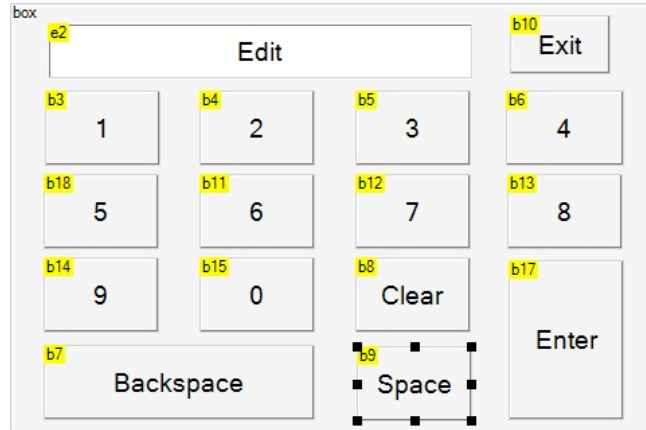 box
e2 Edit b10 Exit
b3 1 b4 2 b5 3 b6 4
b18 5 b11 6 b12 7 b13 8
b14 9 b15 0 b8 Clear b17 Enter
b7 Backspace b9 Space